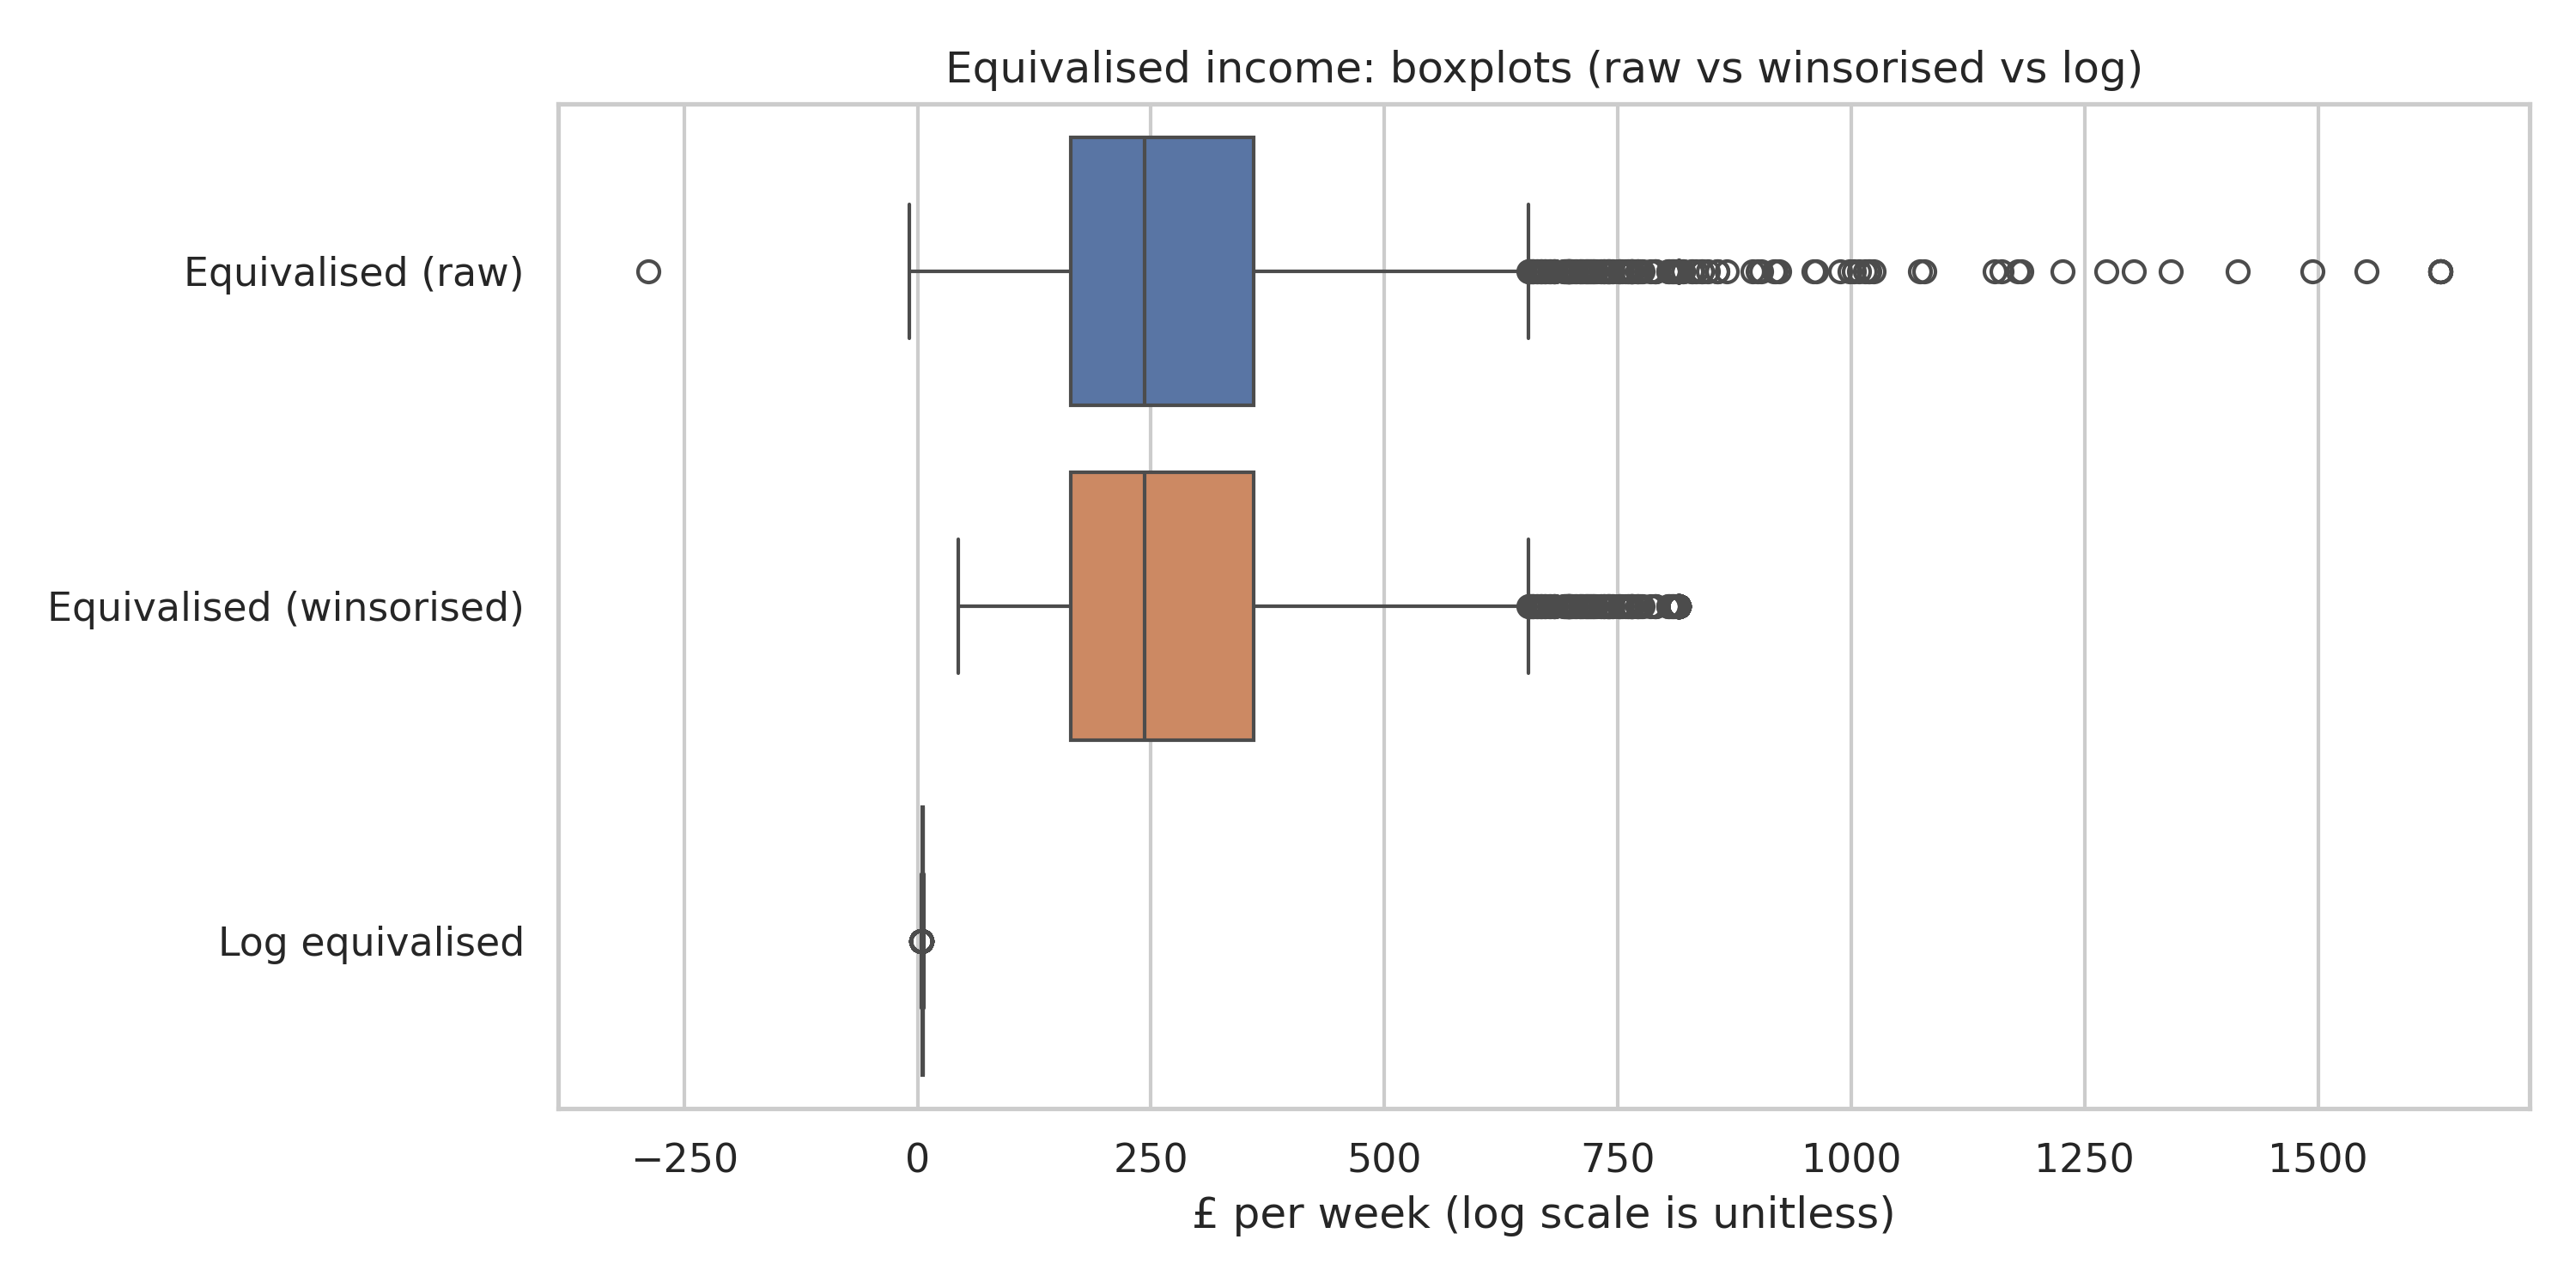 Equivalised income: boxplots (raw vs winsorised vs log)
Equivalised (raw)
Equivalised (winsorised)
Log equivalised
−250 0 250 500 750 1000 1250 1500
£ per week (log scale is unitless)